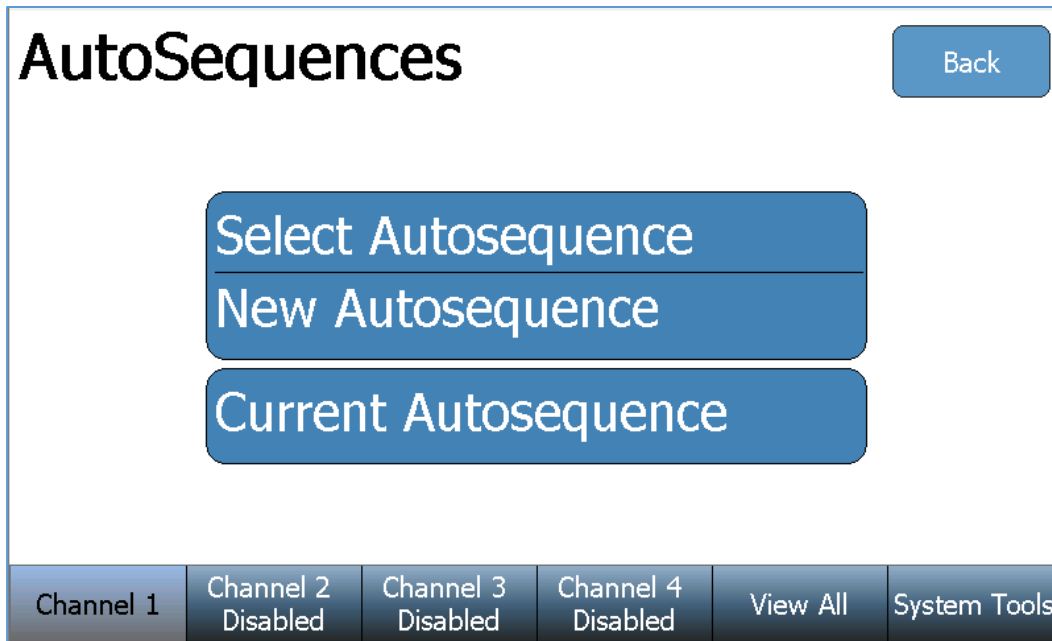 AutoSequences
Back
Select Autosequence
New Autosequence
Current Autosequence
Channel 1
Channel 2
Disabled
Channel 3
Disabled
Channel 4
Disabled
View All
System Tools